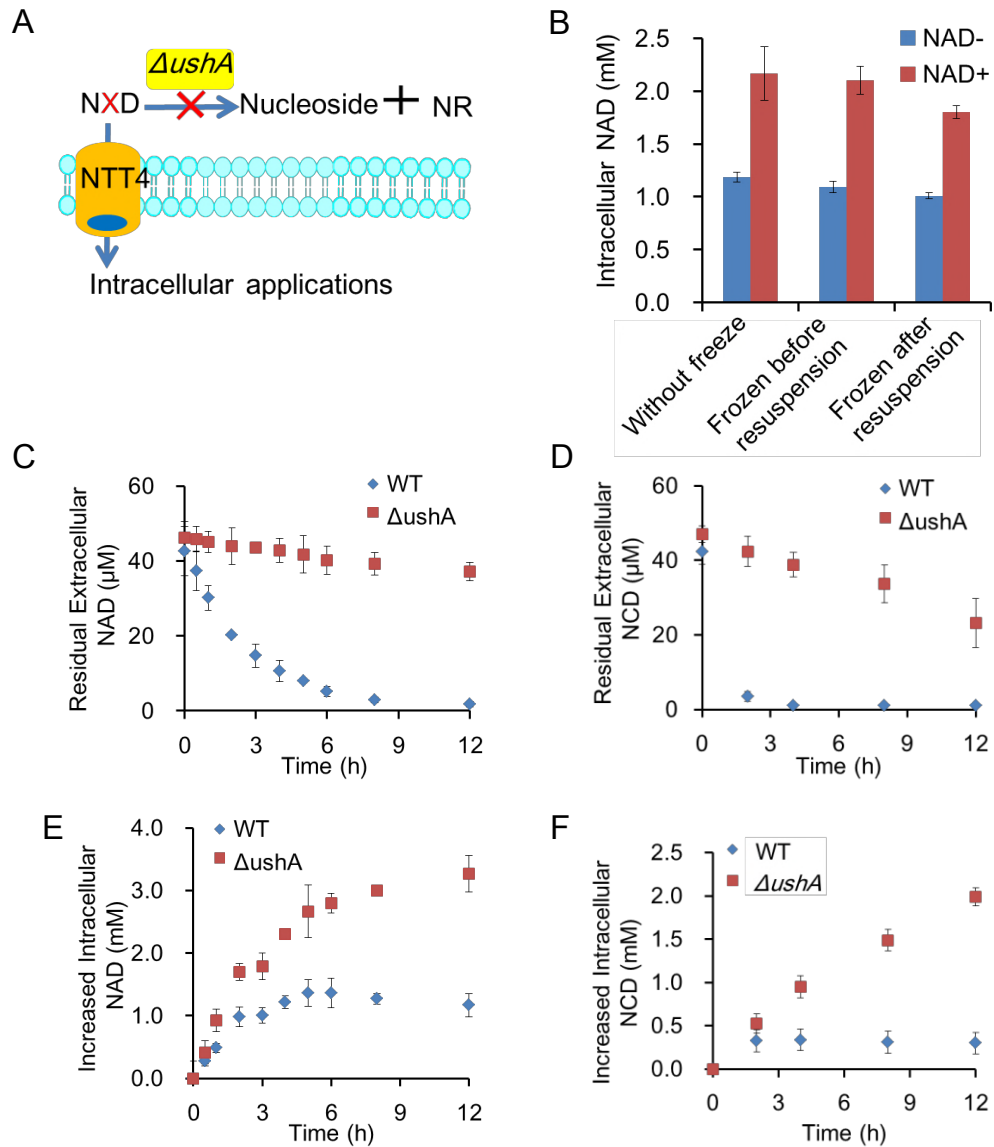 A
ΔushA
NXD
Nucleoside + NR
NTT4
Intracellular applications
B
Intracellular NAD (mM)
2.5
2.0
1.5
1.0
0.5
0.0
NAD-
NAD+
Without freeze
Frozen before
resuspension
Frozen after
resuspension
C
Residual Extracellular
NAD (μM)
60
40
20
0
WT
ΔushA
0 3 6 9 12
Time (h)
D
Residual Extracellular
NCD (μM)
60
40
20
0
WT
ΔushA
0 3 6 9 12
Time (h)
E
Increased Intracellular
NAD (mM)
4.0
3.0
2.0
1.0
0.0
WT
ΔushA
0 3 6 9 12
Time (h)
F
Increased Intracellular
NCD (mM)
2.5
2.0
1.5
1.0
0.5
0.0
WT
ΔushA
0 3 6 9 12
Time (h)